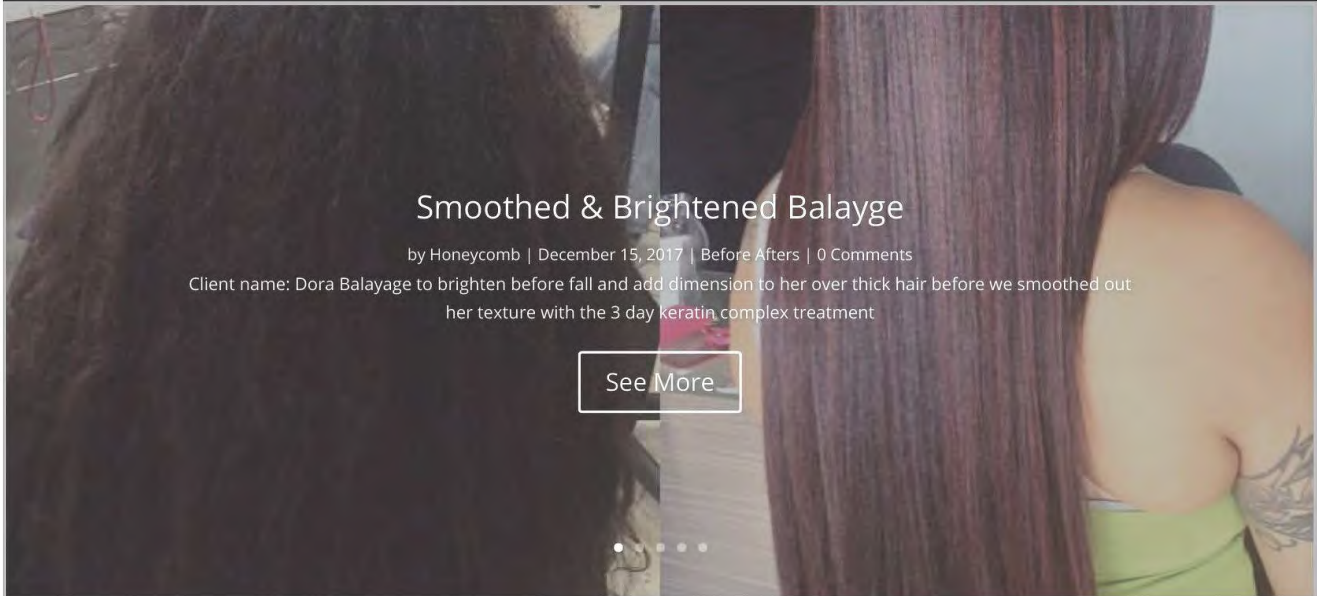 Smoothed & Brightened Balayge
by Honeycomb | December 15, 2017 | Before Afters | 0 Comments
Client name: Dora Balayage to brighten before fall and add dimension to her over thick hair before we smoothed out
her texture with the 3 day keratin complex treatment
See More